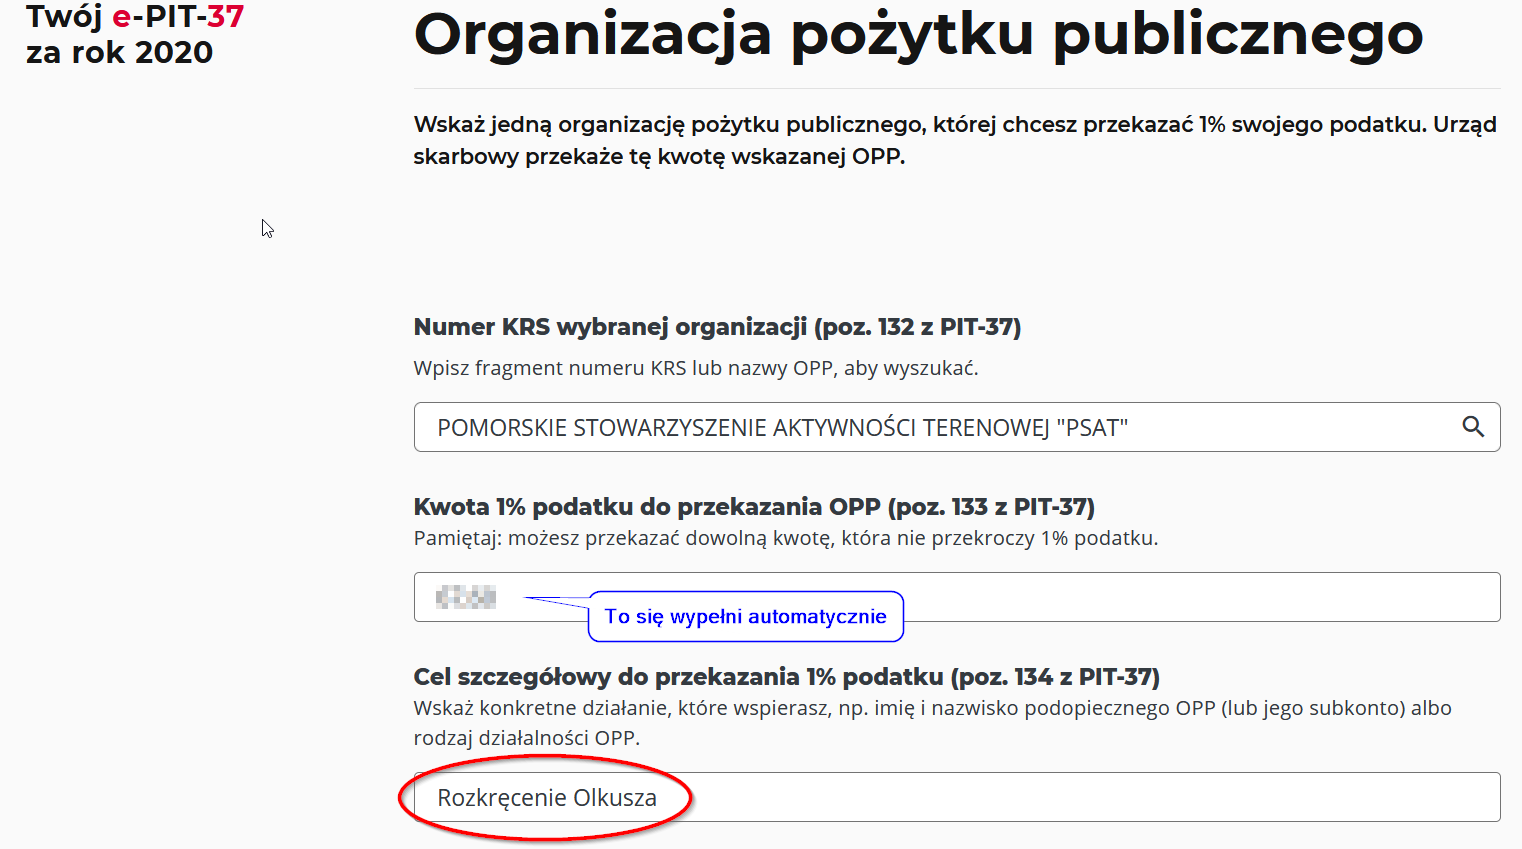 Twój e-PIT-37
za rok 2020
Organizacja pożytku publicznego
Wskaż jedną organizację pożytku publicznego, której chcesz przekazać 1% swojego podatku. Urząd
skarbowy przekaże tę kwotę wskazanej OPP.
Numer KRS wybranej organizacji (poz. 132 z PIT-37)
Wpisz fragment numeru KRS lub nazwy OPP, aby wyszukać.
POMORSKIE STOWARZYSZENIE AKTYWNOŚCI TERENOWEJ "PSAT"
Kwota 1% podatku do przekazania OPP (poz. 133 z PIT-37)
Pamiętaj: możesz przekazać dowolną kwotę, która nie przekroczy 1% podatku.
To się wypełni automatycznie
Cel szczegółowy do przekazania 1% podatku (poz. 134 z PIT-37)
Wskaż konkretne działanie, które wspierasz, np. imię i nazwisko podopiecznego OPP (lub jego subkonto) albo
rodzaj działalności OPP.
Rozkręcenie Olkusza